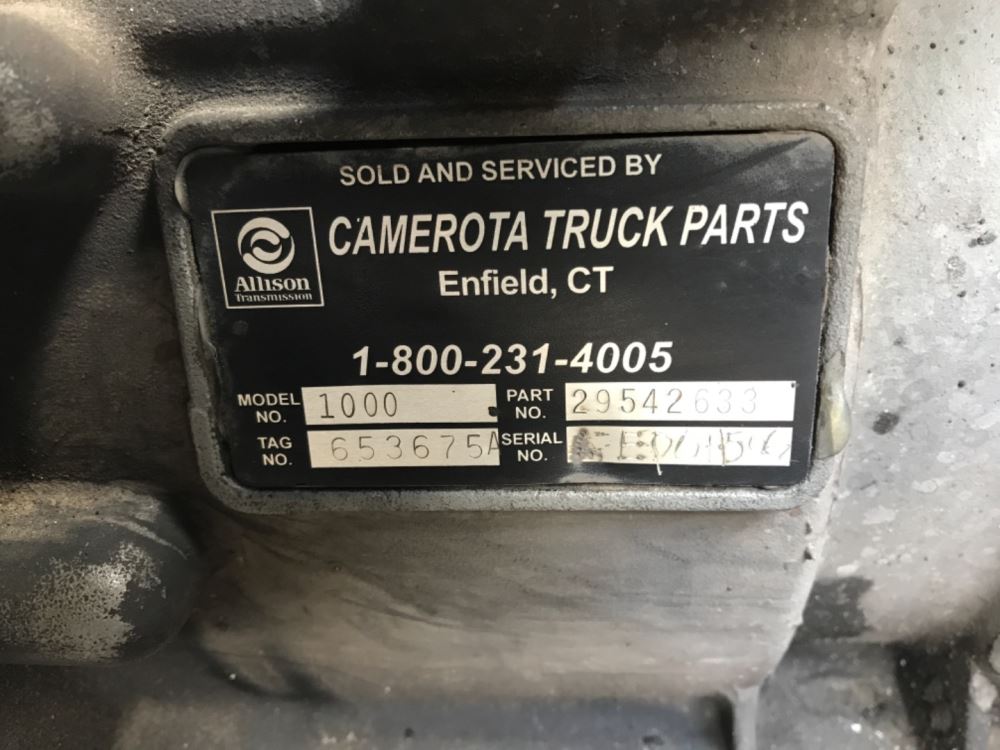 SOLD AND SERVICED BY
CAMEROTA TRUCK PARTS
Allison
Transmission
Enfield, CT
1-800-231-4005
MODEL NO. 1000 PART NO. 29542633
TAG NO. 653675A SERIAL NO.